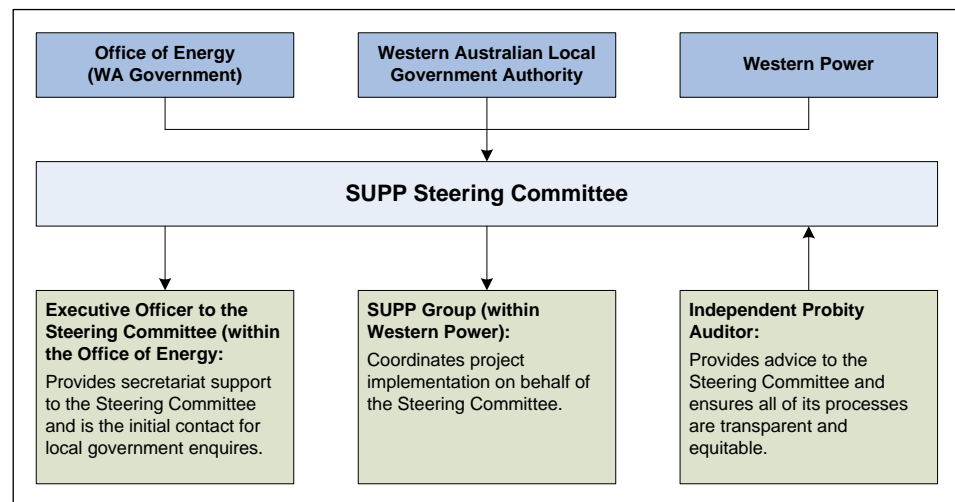 Office of Energy
(WA Government)
Western Australian Local
Government Authority
Western Power
SUPP Steering Committee
Executive Officer to the
Steering Committee (within
the Office of Energy:
Provides secretariat support
to the Steering Committee
and is the initial contact for
local government enquires.
SUPP Group (within
Western Power):
Coordinates project
implementation on behalf of
the Steering Committee.
Independent Probity
Auditor:
Provides advice to the
Steering Committee and
ensures all of its processes
are transparent and
equitable.